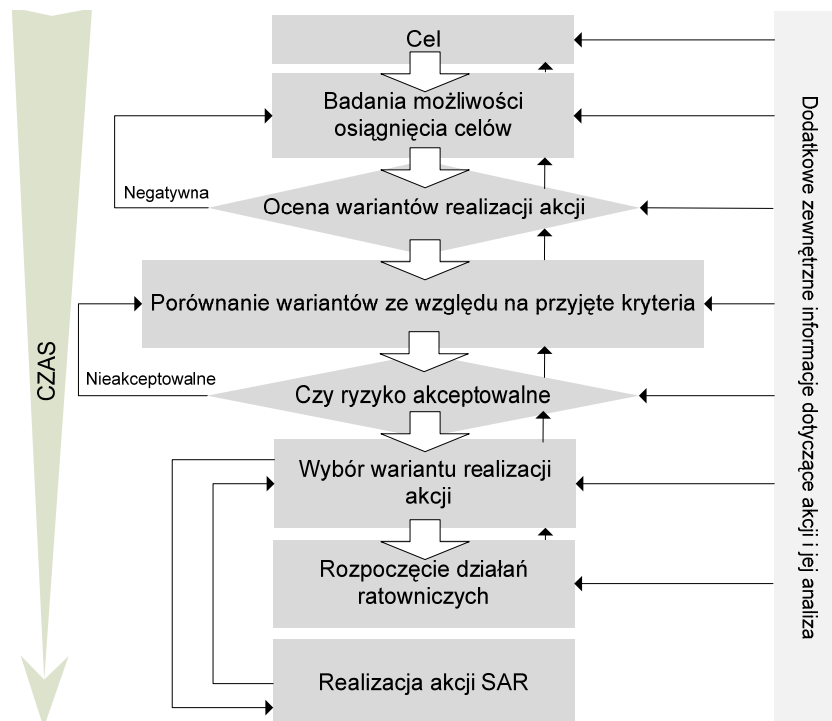 Cel
Badania możliwości
osiągnięcia celów
Negatywna
Ocena wariantów realizacji akcji
Porównanie wariantów ze względu na przyjęte kryteria
Nieakceptowalne
Czy ryzyko akceptowalne
Wybór wariantu realizacji
akcji
Rozpoczęcie działań
ratowniczych
Realizacja akcji SAR
CZAS
Dodatkowe zewnętrzne informacje dotyczące akcji i jej analiza